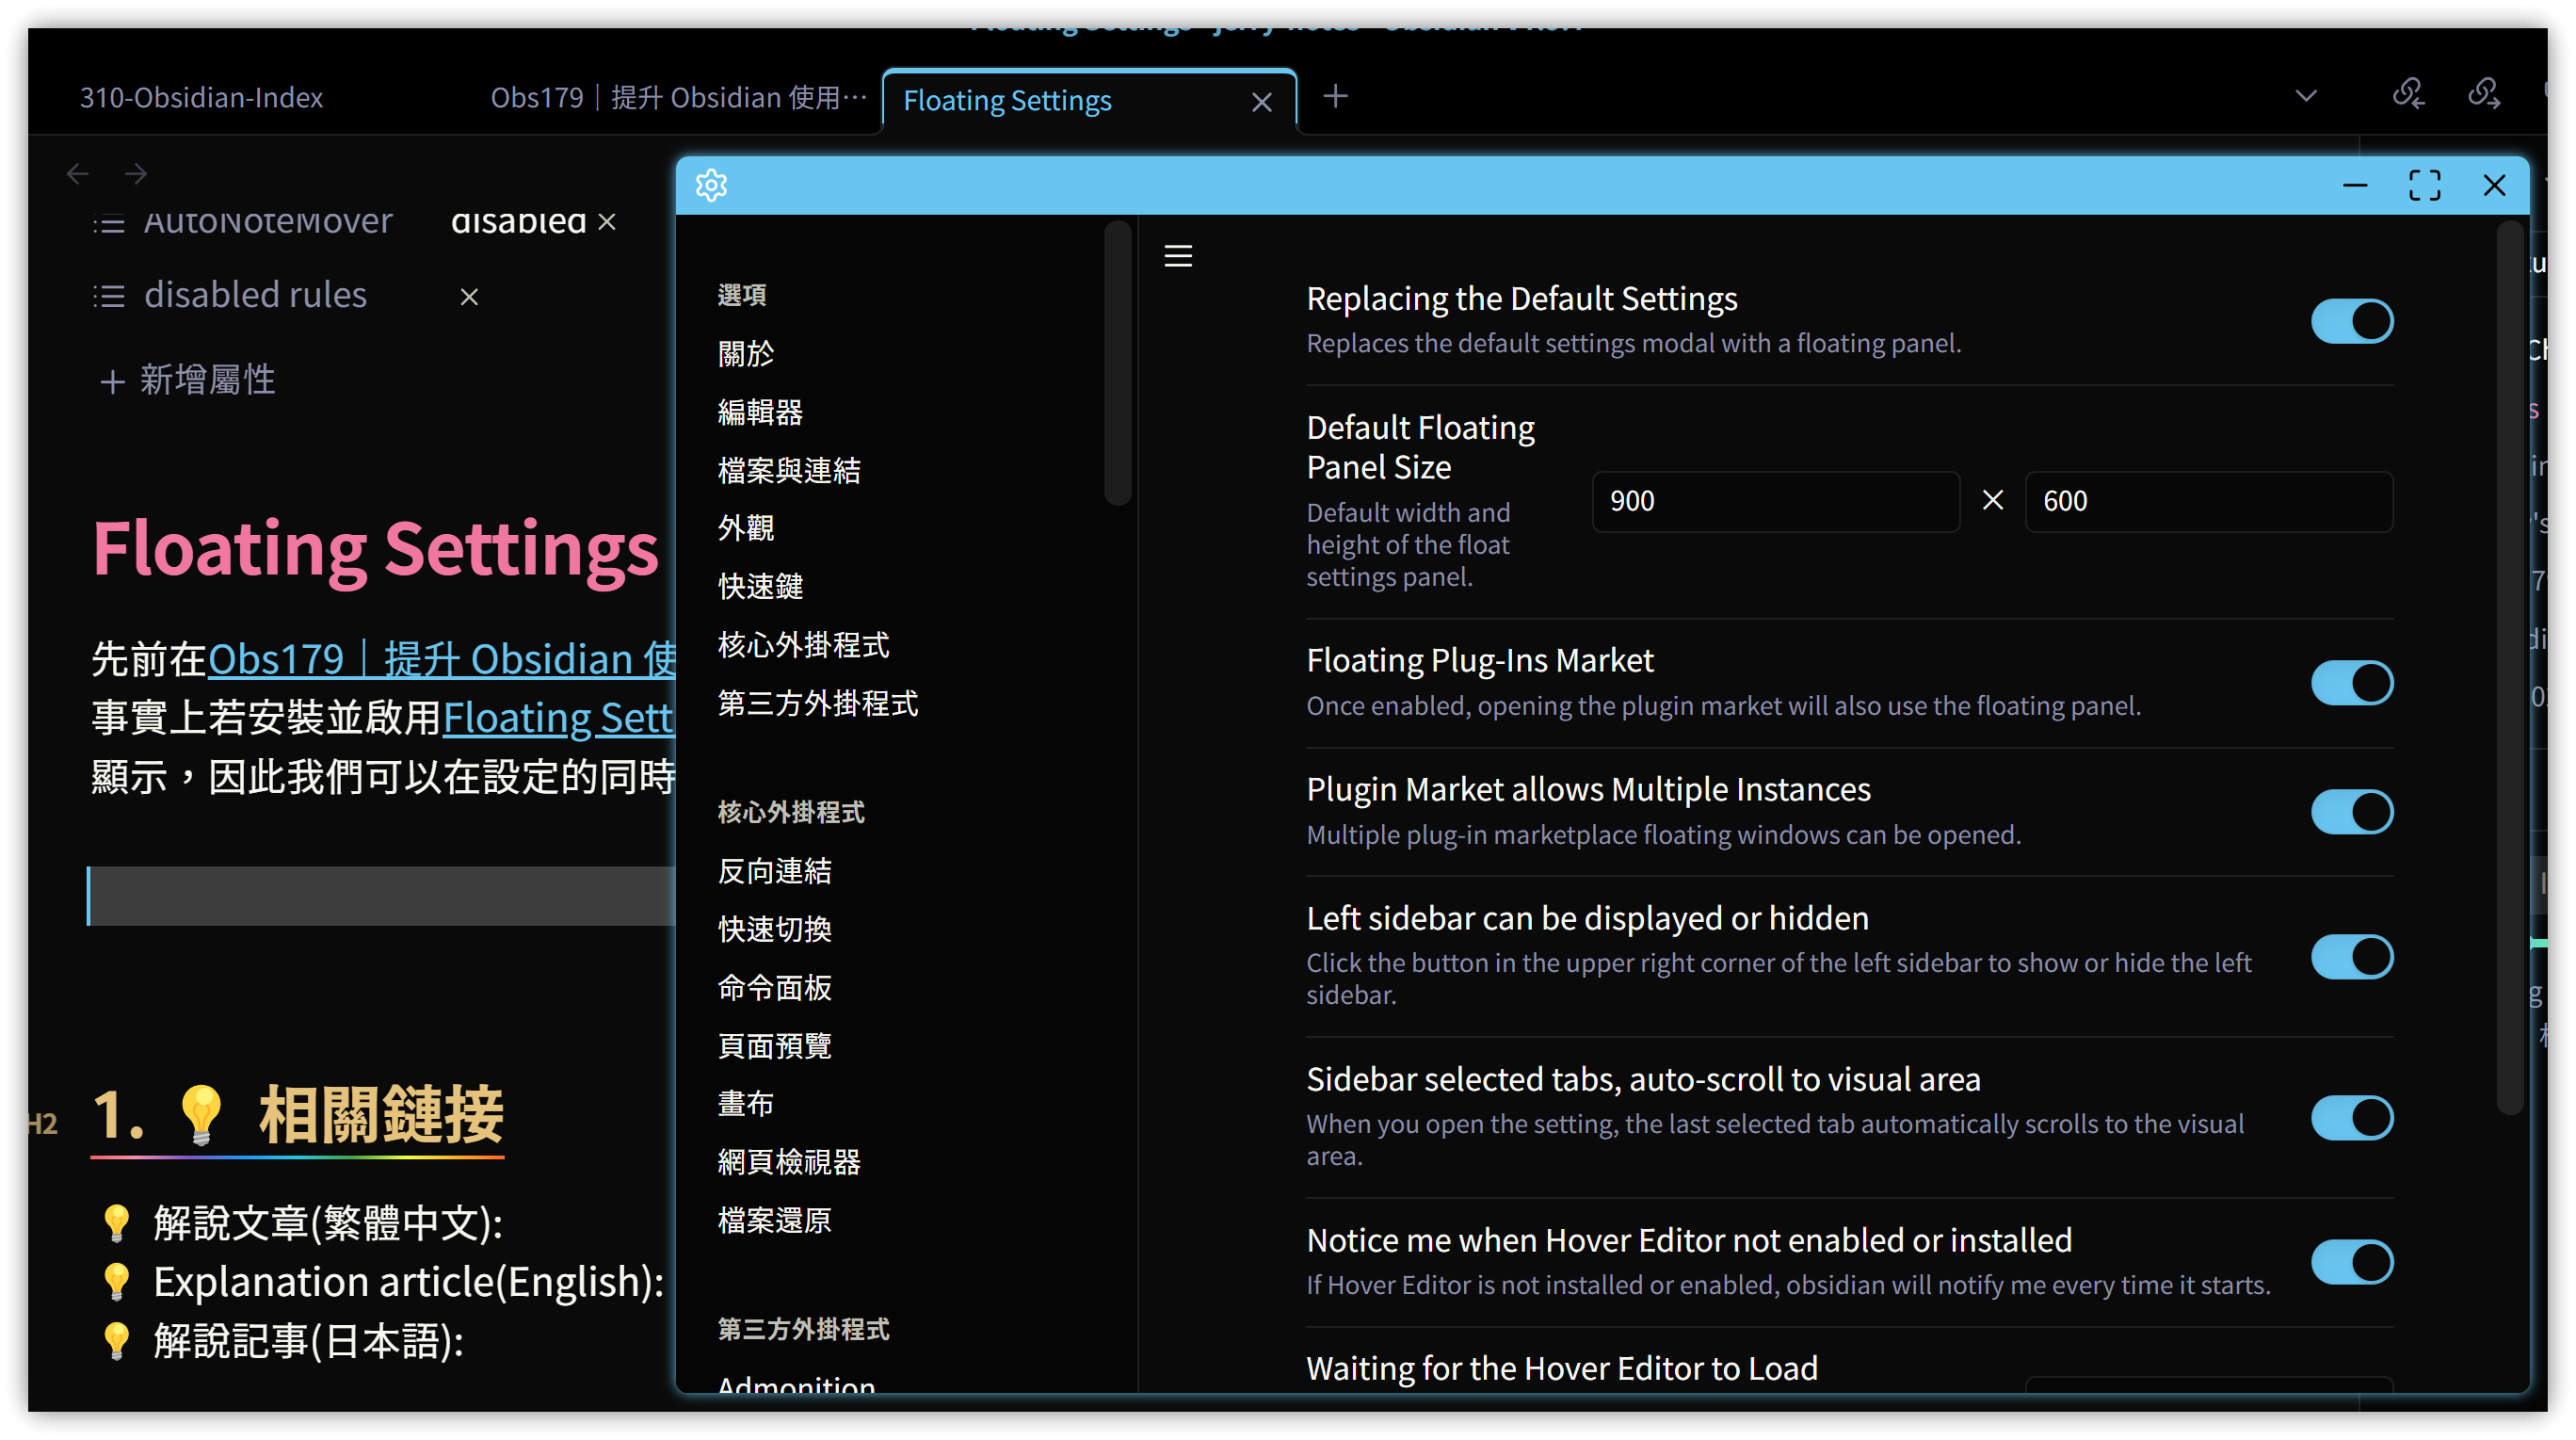 310-Obsidian-Index
Obs179｜提升 Obsidian 使用…
Floating Settings
AutoNoteMover
disabled
disabled rules
新增屬性
Floating Settings
先前在Obs179｜提升 Obsidian 使
事實上若安裝並啟用Floating Sett
顯示，因此我們可以在設定的同時
H2
1. 💡 相關鏈接
💡 解說文章(繁體中文):
💡 Explanation article(English):
💡 解說記事(日本語):
選項
關於
編輯器
檔案與連結
外觀
快速鍵
核心外掛程式
第三方外掛程式
核心外掛程式
反向連結
快速切換
命令面板
頁面預覽
畫布
網頁檢視器
檔案還原
第三方外掛程式
Admonition
Replacing the Default Settings
Replaces the default settings modal with a floating panel.
Default Floating
Panel Size
Default width and
height of the float
settings panel.
900 × 600
Floating Plug-Ins Market
Once enabled, opening the plugin market will also use the floating panel.
Plugin Market allows Multiple Instances
Multiple plug-in marketplace floating windows can be opened.
Left sidebar can be displayed or hidden
Click the button in the upper right corner of the left sidebar to show or hide the left
sidebar.
Sidebar selected tabs, auto-scroll to visual area
When you open the setting, the last selected tab automatically scrolls to the visual
area.
Notice me when Hover Editor not enabled or installed
If Hover Editor is not installed or enabled, obsidian will notify me every time it starts.
Waiting for the Hover Editor to Load